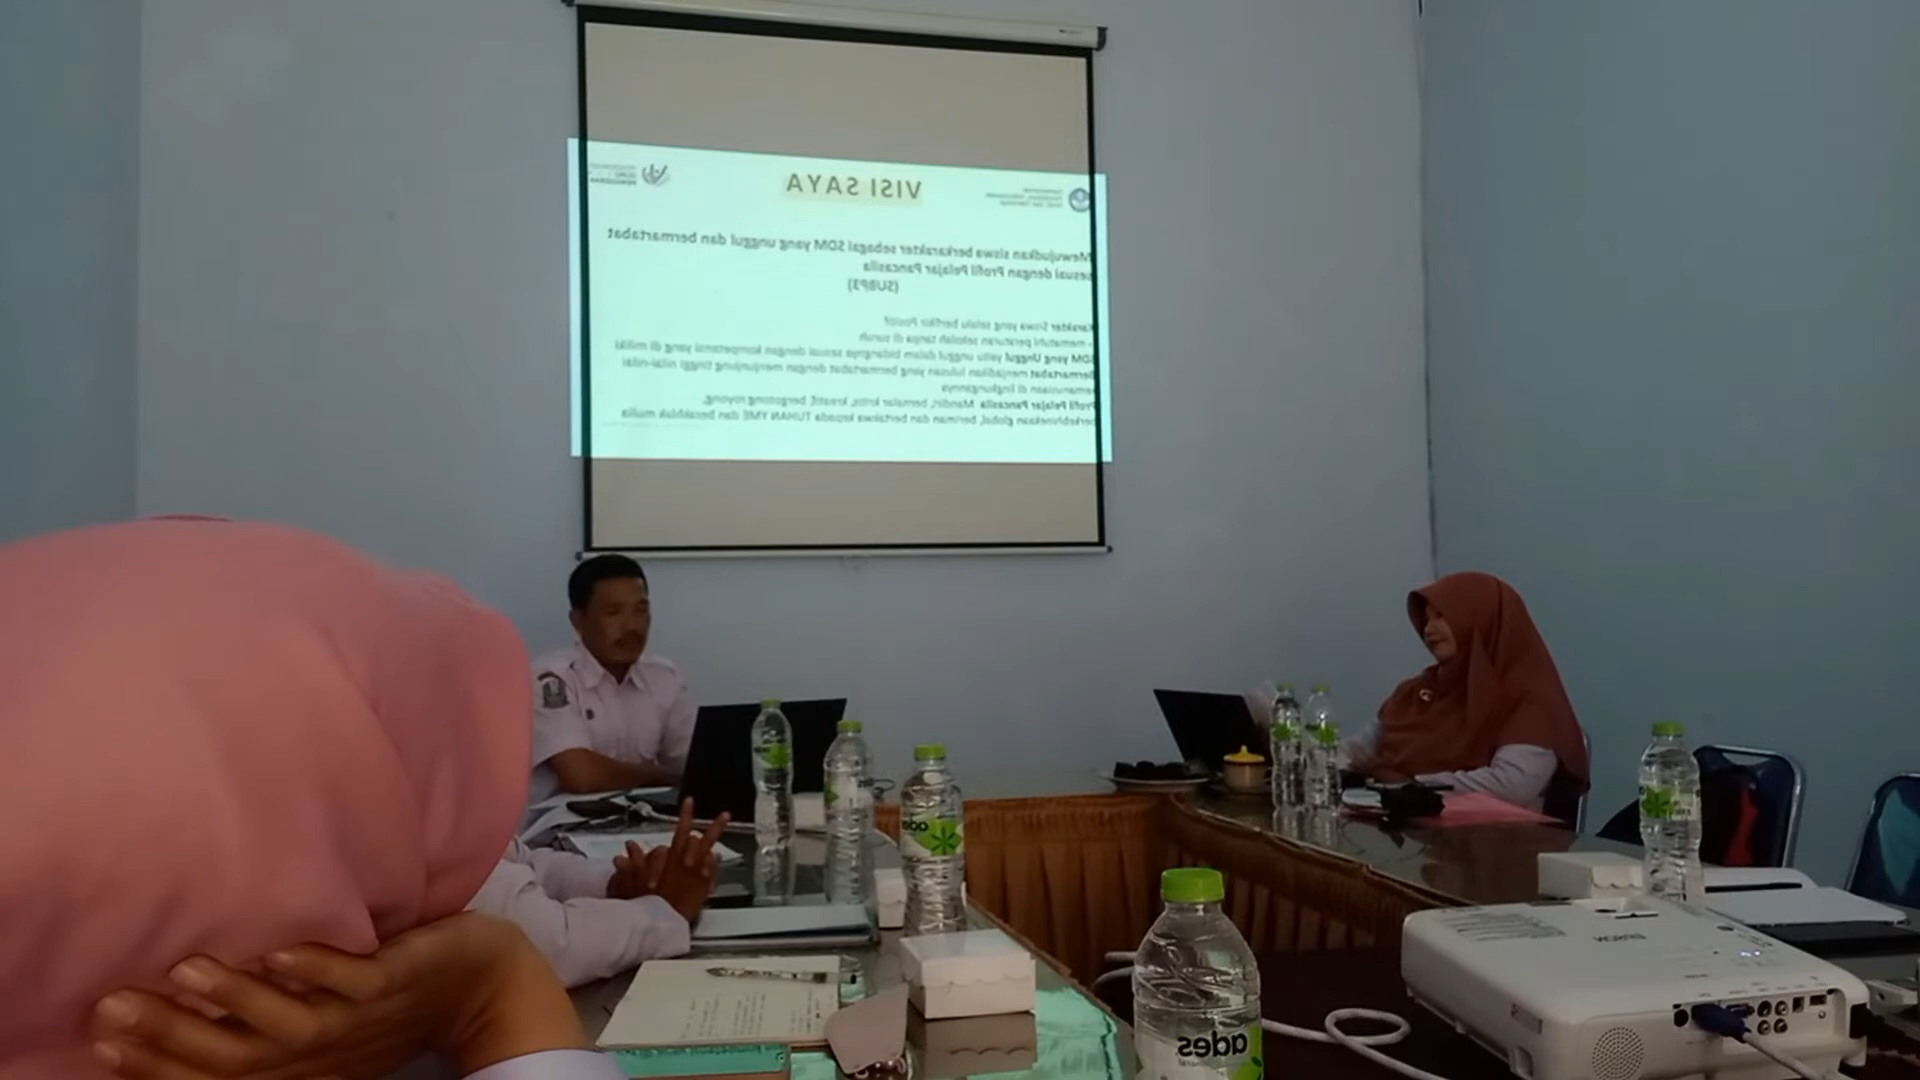 VISI SAYA
Mewujudkan siswa berkarakter sebagai SDM yang unggul dan bermartabat
sesuai dengan Profil Pelajar Pancasila
(SUBP3)
Karakter Siswa yang selalu berfikir Positif
- mematuhi peraturan sekolah tanpa di suruh
SDM yang Unggul yaitu unggul dalam bidangnya sesuai dengan kompetensi yang di miliki
Bermartabat menjadikan lulusan yang bermartabat dengan menjunjung tinggi nilai-nilai
kemanusiaan di lingkungannya
Profil Pelajar Pancasila Mandiri, bernalar kritis, kreatif, bergotong royong,
berkebhinekaan global, beriman dan bertakwa kepada TUHAN YME dan berakhlak mulia
ades
ades
EPSON